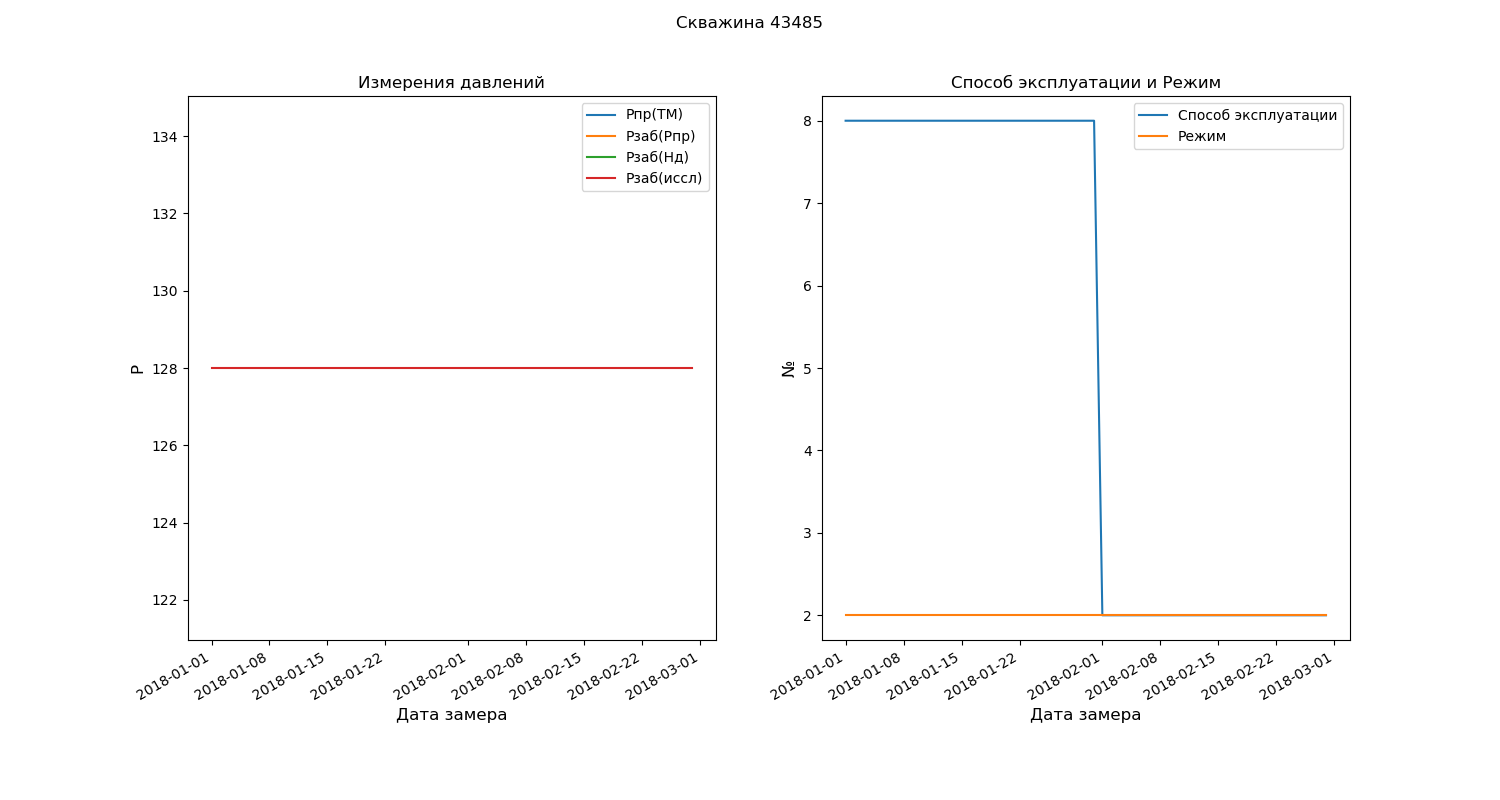 Скважина 43485
Измерения давлений
Рпр(ТМ)
Рзаб(Рпр)
Рзаб(Нд)
Рзаб(иссл)
134
132
130
128
126
124
122
Р
2018-01-01
2018-01-08
2018-01-15
2018-01-22
2018-02-01
2018-02-08
2018-02-15
2018-02-22
2018-03-01
Дата замера
Способ эксплуатации и Режим
Способ эксплуатации
Режим
8
7
6
5
4
3
2
№
2018-01-01
2018-01-08
2018-01-15
2018-01-22
2018-02-01
2018-02-08
2018-02-15
2018-02-22
2018-03-01
Дата замера